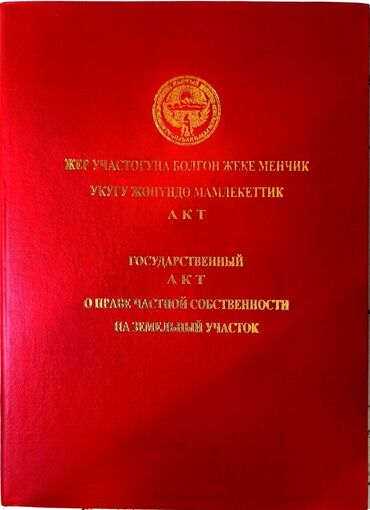 ЖЕР УЧАСТОГУНА БОЛГОН ЖЕКЕ МЕНЧИК
УКУГУ ЖӨНҮНДӨ МАМЛЕКЕТТИК
АКТ
ГОСУДАРСТВЕННЫЙ
АКТ
О ПРАВЕ ЧАСТНОЙ СОБСТВЕННОСТИ
НА ЗЕМЕЛЬНЫЙ УЧАСТОК